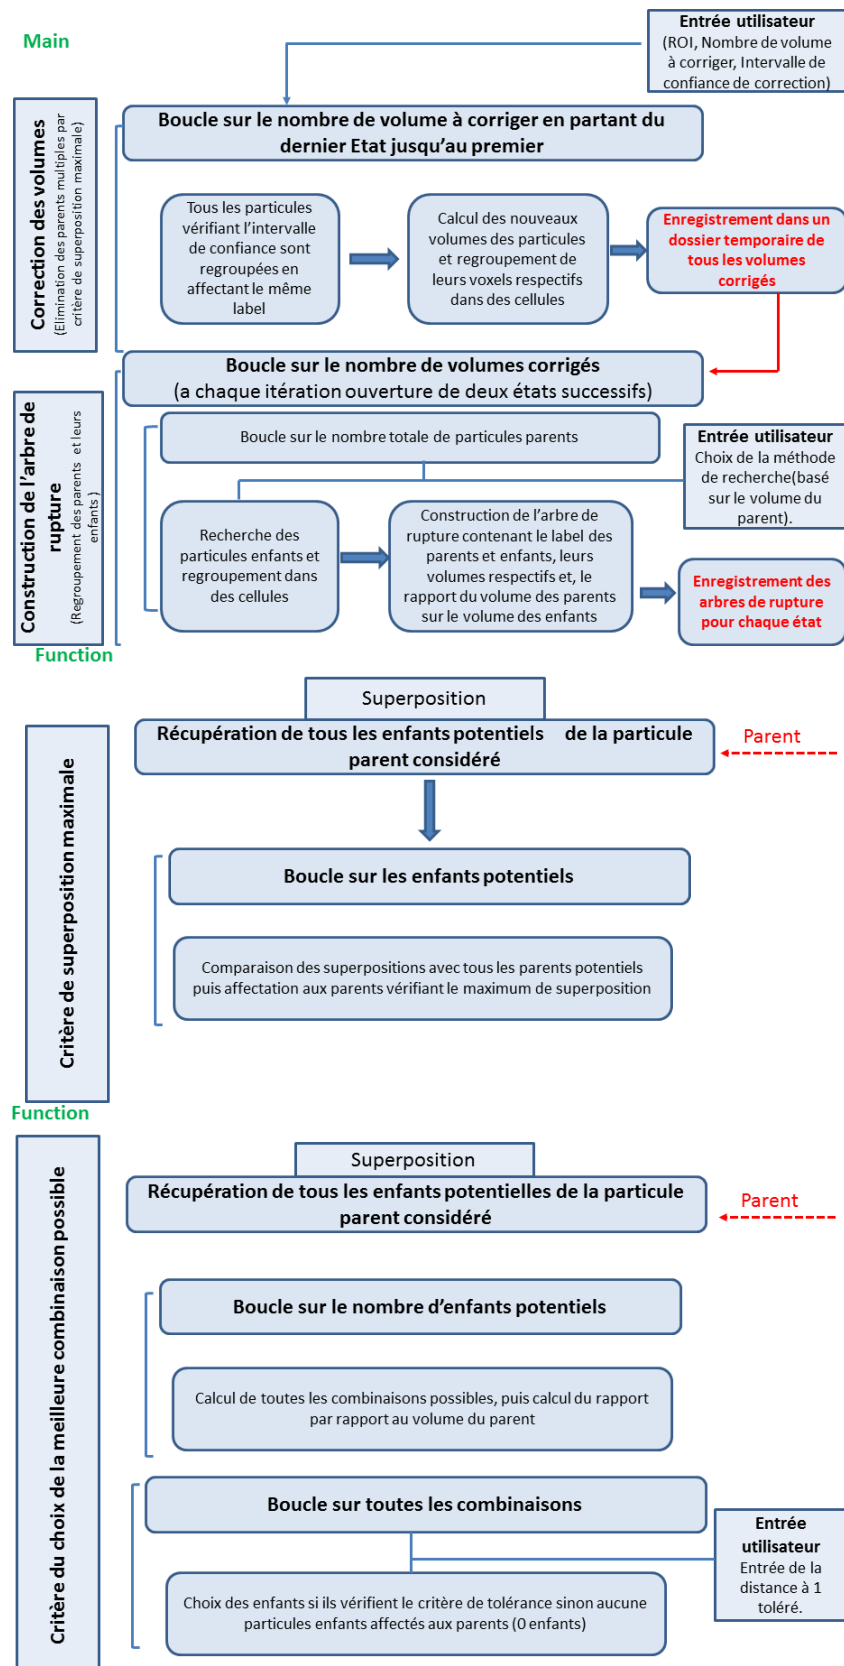 Main
Entrée utilisateur
(ROI, Nombre de volume
à corriger, Intervalle de
confiance de correction)
Correction des volumes
(Elimination des parents multiples par
critère de superposition maximale)
Boucle sur le nombre de volume à corriger en partant du
dernier Etat jusqu'au premier
Tous les particules
vérifiant l'intervalle
de confiance sont
regroupées en
affectant le même
label
Calcul des nouveaux
volumes des particules
et regroupement de
leurs voxels respectifs
dans des cellules
Enregistrement dans un
dossier temporaire de
tous les volumes
corrigés
Construction de l'arbre de
rupture
(Regroupement des parents et leurs
enfants )
Boucle sur le nombre de volumes corrigés
(a chaque itération ouverture de deux états successifs)
Boucle sur le nombre totale de particules parents
Entrée utilisateur
Choix de la méthode
de recherche(basé
sur le volume du
parent).
Recherche des
particules enfants et
regroupement dans
des cellules
Construction de l'arbre de
rupture contenant le label des
parents et enfants, leurs
volumes respectifs et, le
rapport du volume des parents
sur le volume des enfants
Enregistrement des
arbres de rupture
pour chaque état
Function
Critère de superposition maximale
Superposition
Récupération de tous les enfants potentiels de la particule
parent considéré
Parent
Boucle sur les enfants potentiels
Comparaison des superpositions avec tous les parents potentiels
puis affectation aux parents vérifiant le maximum de superposition
Function
Critère du choix de la meilleure combinaison possible
Superposition
Récupération de tous les enfants potentielles de la particule
parent considéré
Parent
Boucle sur le nombre d'enfants potentiels
Calcul de toutes les combinaisons possibles, puis calcul du rapport
par rapport au volume du parent
Boucle sur toutes les combinaisons
Entrée
utilisateur
Entrée de la
distance à 1
toléré.
Choix des enfants si ils vérifient le critère de tolérance sinon aucune
particules enfants affectés aux parents (0 enfants)